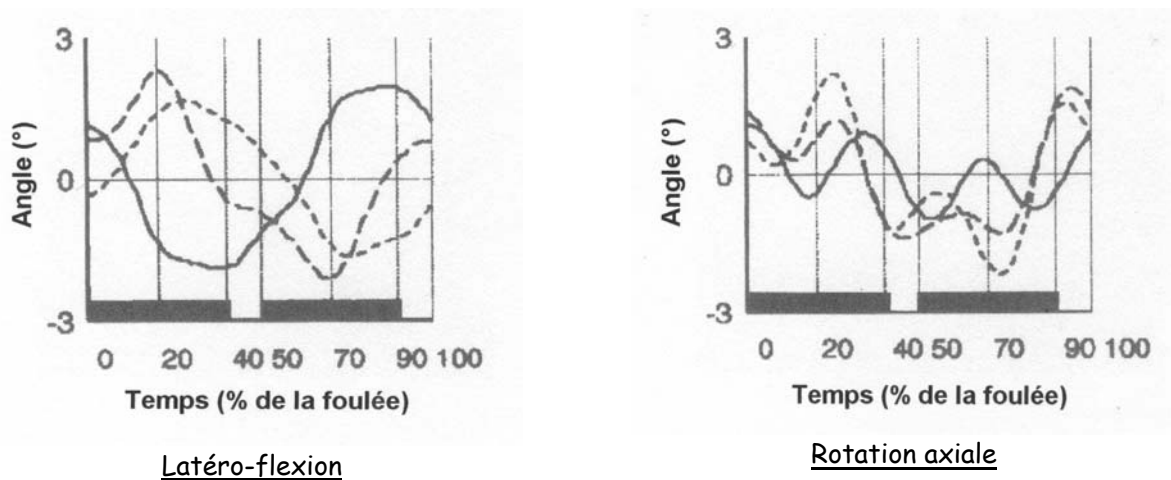 3
0
-3
Angle (°)
0 20 40 50 70 90 100
Temps (% de la foulée)
Latéro-flexion
3
0
-3
Angle (°)
0 20 40 50 70 90 100
Temps (% de la foulée)
Rotation axiale